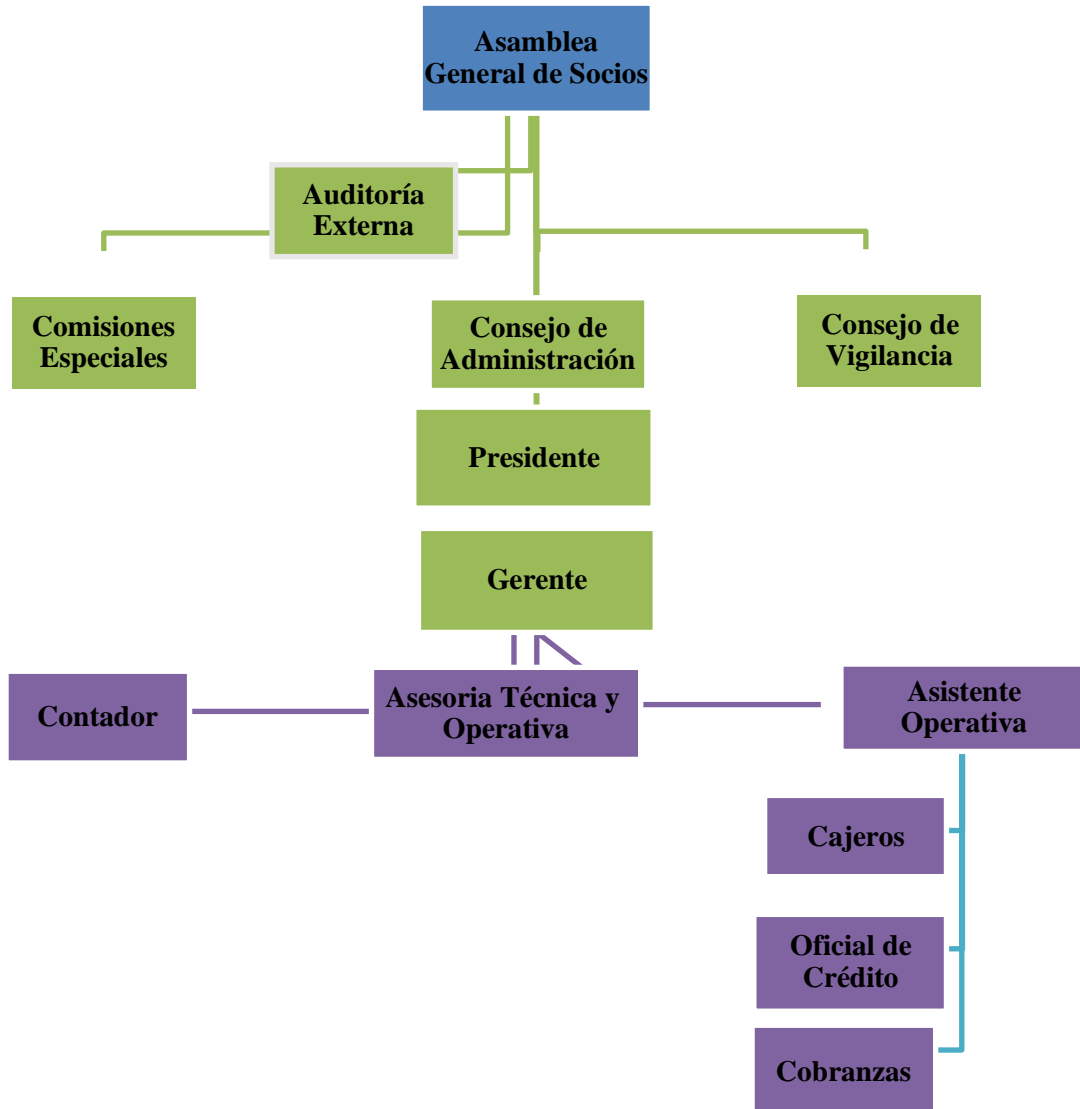 Asamblea
General de Socios
Auditoría
Externa
Comisiones
Especiales
Consejo de
Administración
Consejo de
Vigilancia
Presidente
Gerente
Contador
Asesoria Técnica y
Operativa
Asistente
Operativa
Cajeros
Oficial de
Crédito
Cobranzas